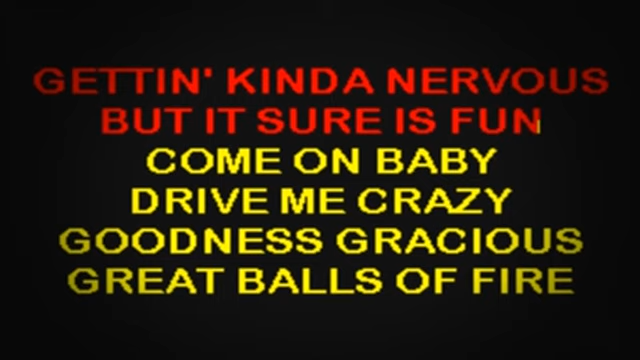 GETTIN' KINDA NERVOUS
BUT IT SURE IS FUN
COME ON BABY
DRIVE ME CRAZY
GOODNESS GRACIOUS
GREAT BALLS OF FIRE